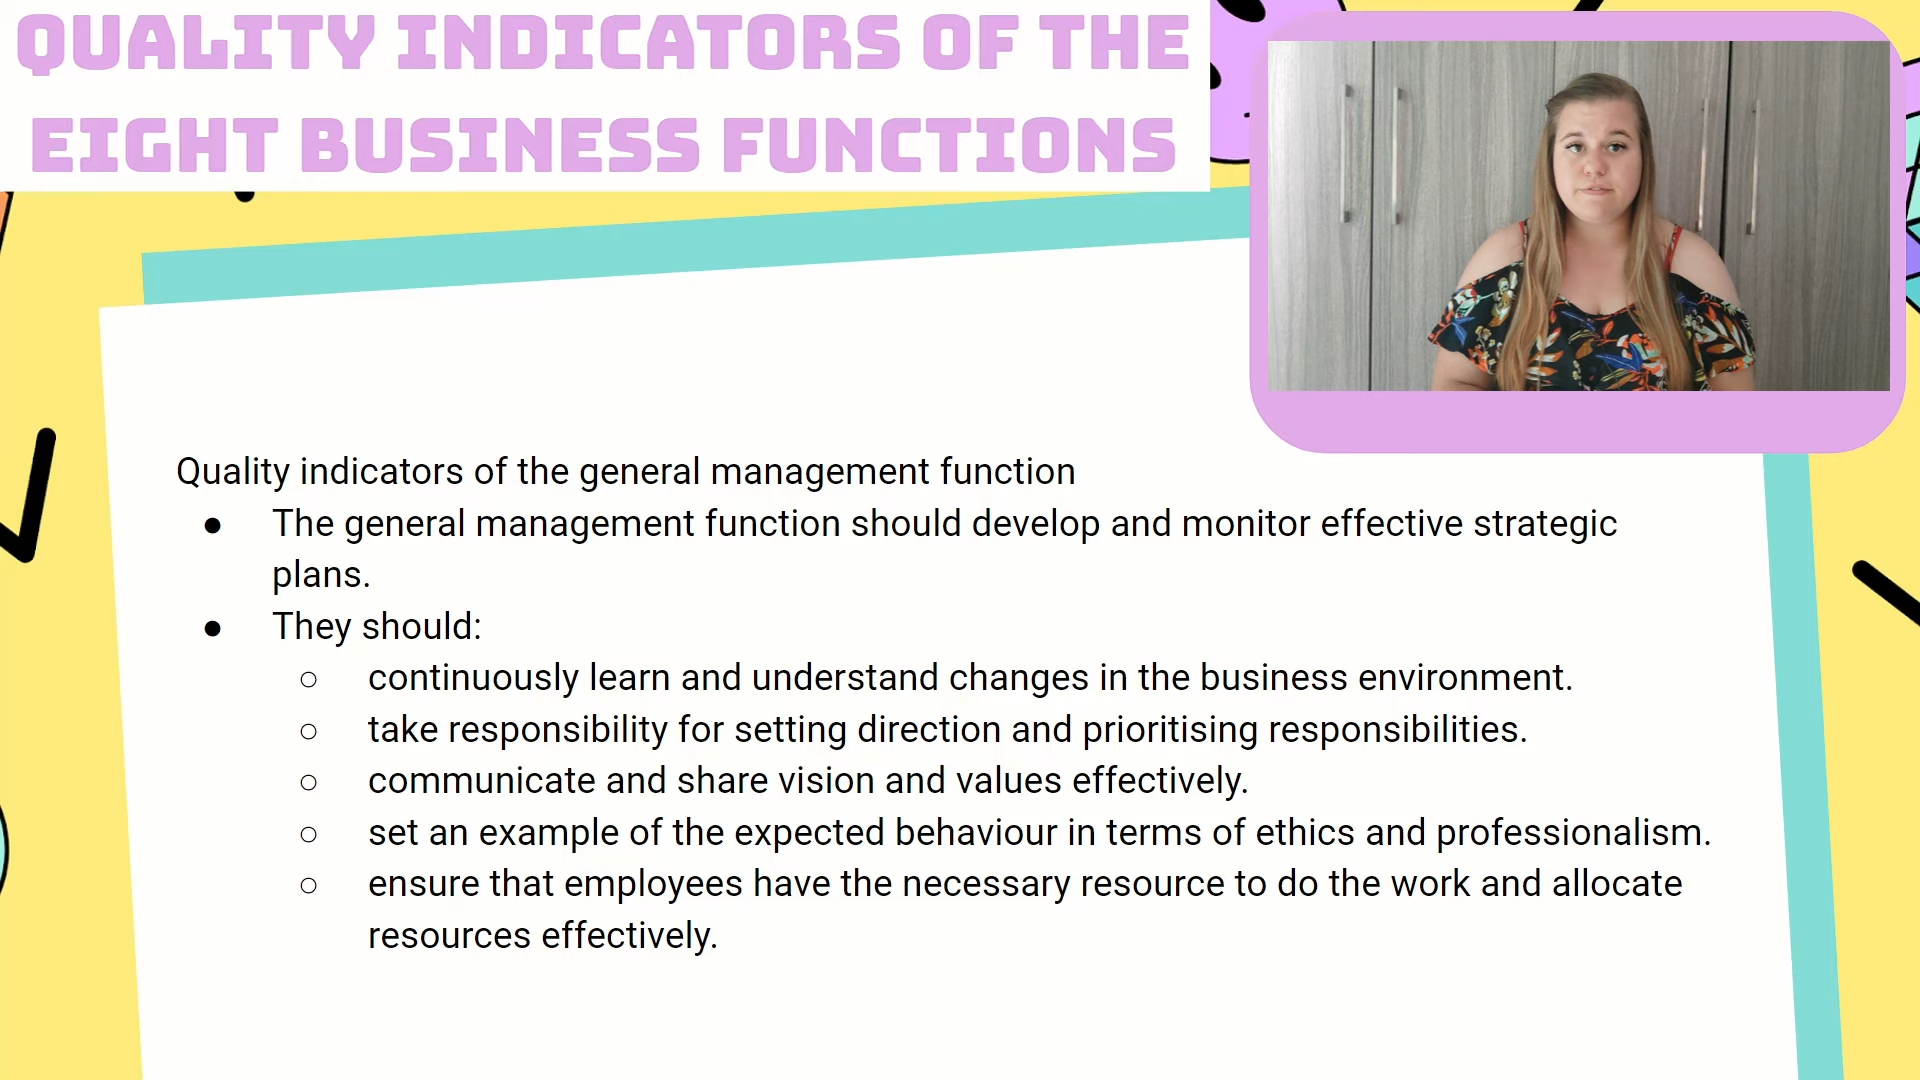 QUALITY INDICATORS OF THE
EIGHT BUSINESS FUNCTIONS
Quality indicators of the general management function
● The general management function should develop and monitor effective strategic
plans.
● They should:
○ continuously learn and understand changes in the business environment.
○ take responsibility for setting direction and prioritising responsibilities.
○ communicate and share vision and values effectively.
○ set an example of the expected behaviour in terms of ethics and professionalism.
○ ensure that employees have the necessary resource to do the work and allocate
resources effectively.